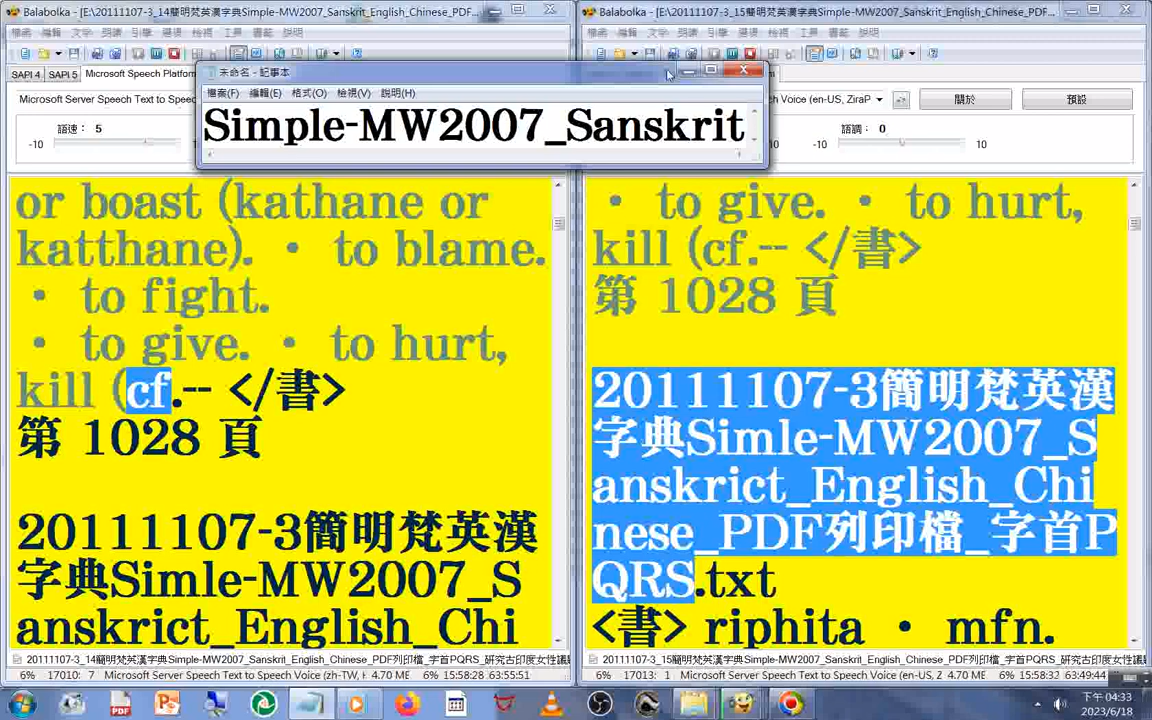 Balabolka - [E:\20111107-3_14簡明梵英漢字典Simple-MW2007_Sanskrit_English_Chinese_PDF...
Balabolka - [E:\20111107-3_15簡明梵英漢字典Simple-MW2007_Sanskrit_English_Chinese_PDF...
SAPI 4 SAPI 5 Microsoft Speech Platform
未命名 - 記事本
檔案(F) 編輯(E) 格式(O) 檢視(V) 說明(H)
Simple-MW2007_Sanskrit
Microsoft Server Speech Text to Spee
Voice (en-US, ZiraP
關於
預設
語速： 5
-10
語調： 0
-10
10
or boast (kathane or
katthane). • to blame.
• to fight.
• to give. • to hurt,
kill (cf.-- </書>
第 1028 頁
20111107-3簡明梵英漢
字典Simle-MW2007_S
anskrict_English_Chi
• to give. • to hurt,
kill (cf.-- </書>
第 1028 頁
20111107-3簡明梵英漢
字典Simle-MW2007_S
anskrict_English_Chi
nese_PDF列印檔_字首P
QRS.txt
<書> riphita • mfn.
20111107-3_14簡明梵英漢字典Simple-MW2007_Sanskrit_English_Chinese_PDF列印檔_字首PQRS_研究古印度女性議
20111107-3_15簡明梵英漢字典Simple-MW2007_Sanskrit_English_Chinese_PDF列印檔_字首PQRS_研究古印度女性議
6% 17010: 7 Microsoft Server Speech Text to Speech Voice (zh-TW, H 4.70 ME 15:58:28 63:55:51
6% 17013: 1 Microsoft Server Speech Text to Speech Voice (en-US, Z 4.70 ME 15:58:32 63:49:44
下午 04:33
2023/6/18